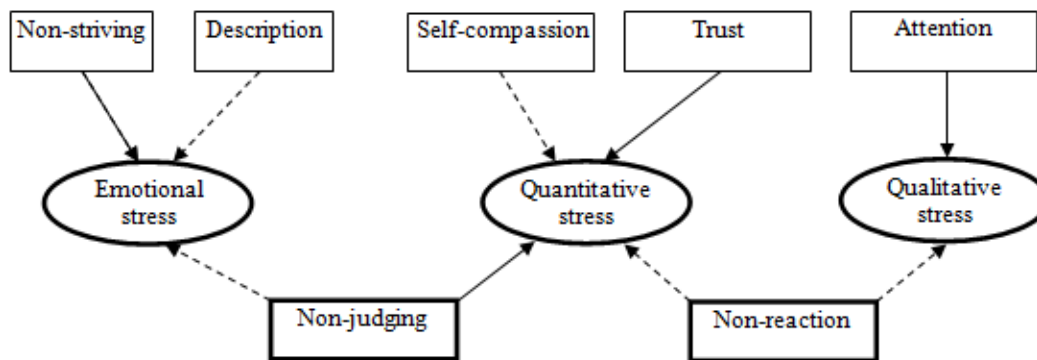 Non-striving
Description
Self-compassion
Trust
Attention
Emotional
stress
Quantitative
stress
Qualitative
stress
Non-judging
Non-reaction